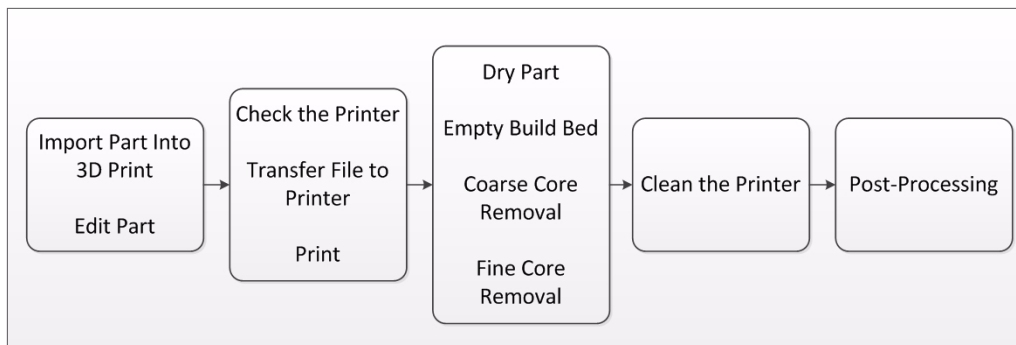 Import Part Into
3D Print
Edit Part
Check the Printer
Transfer File to
Printer
Print
Dry Part
Empty Build Bed
Coarse Core
Removal
Fine Core
Removal
Clean the Printer
Post-Processing